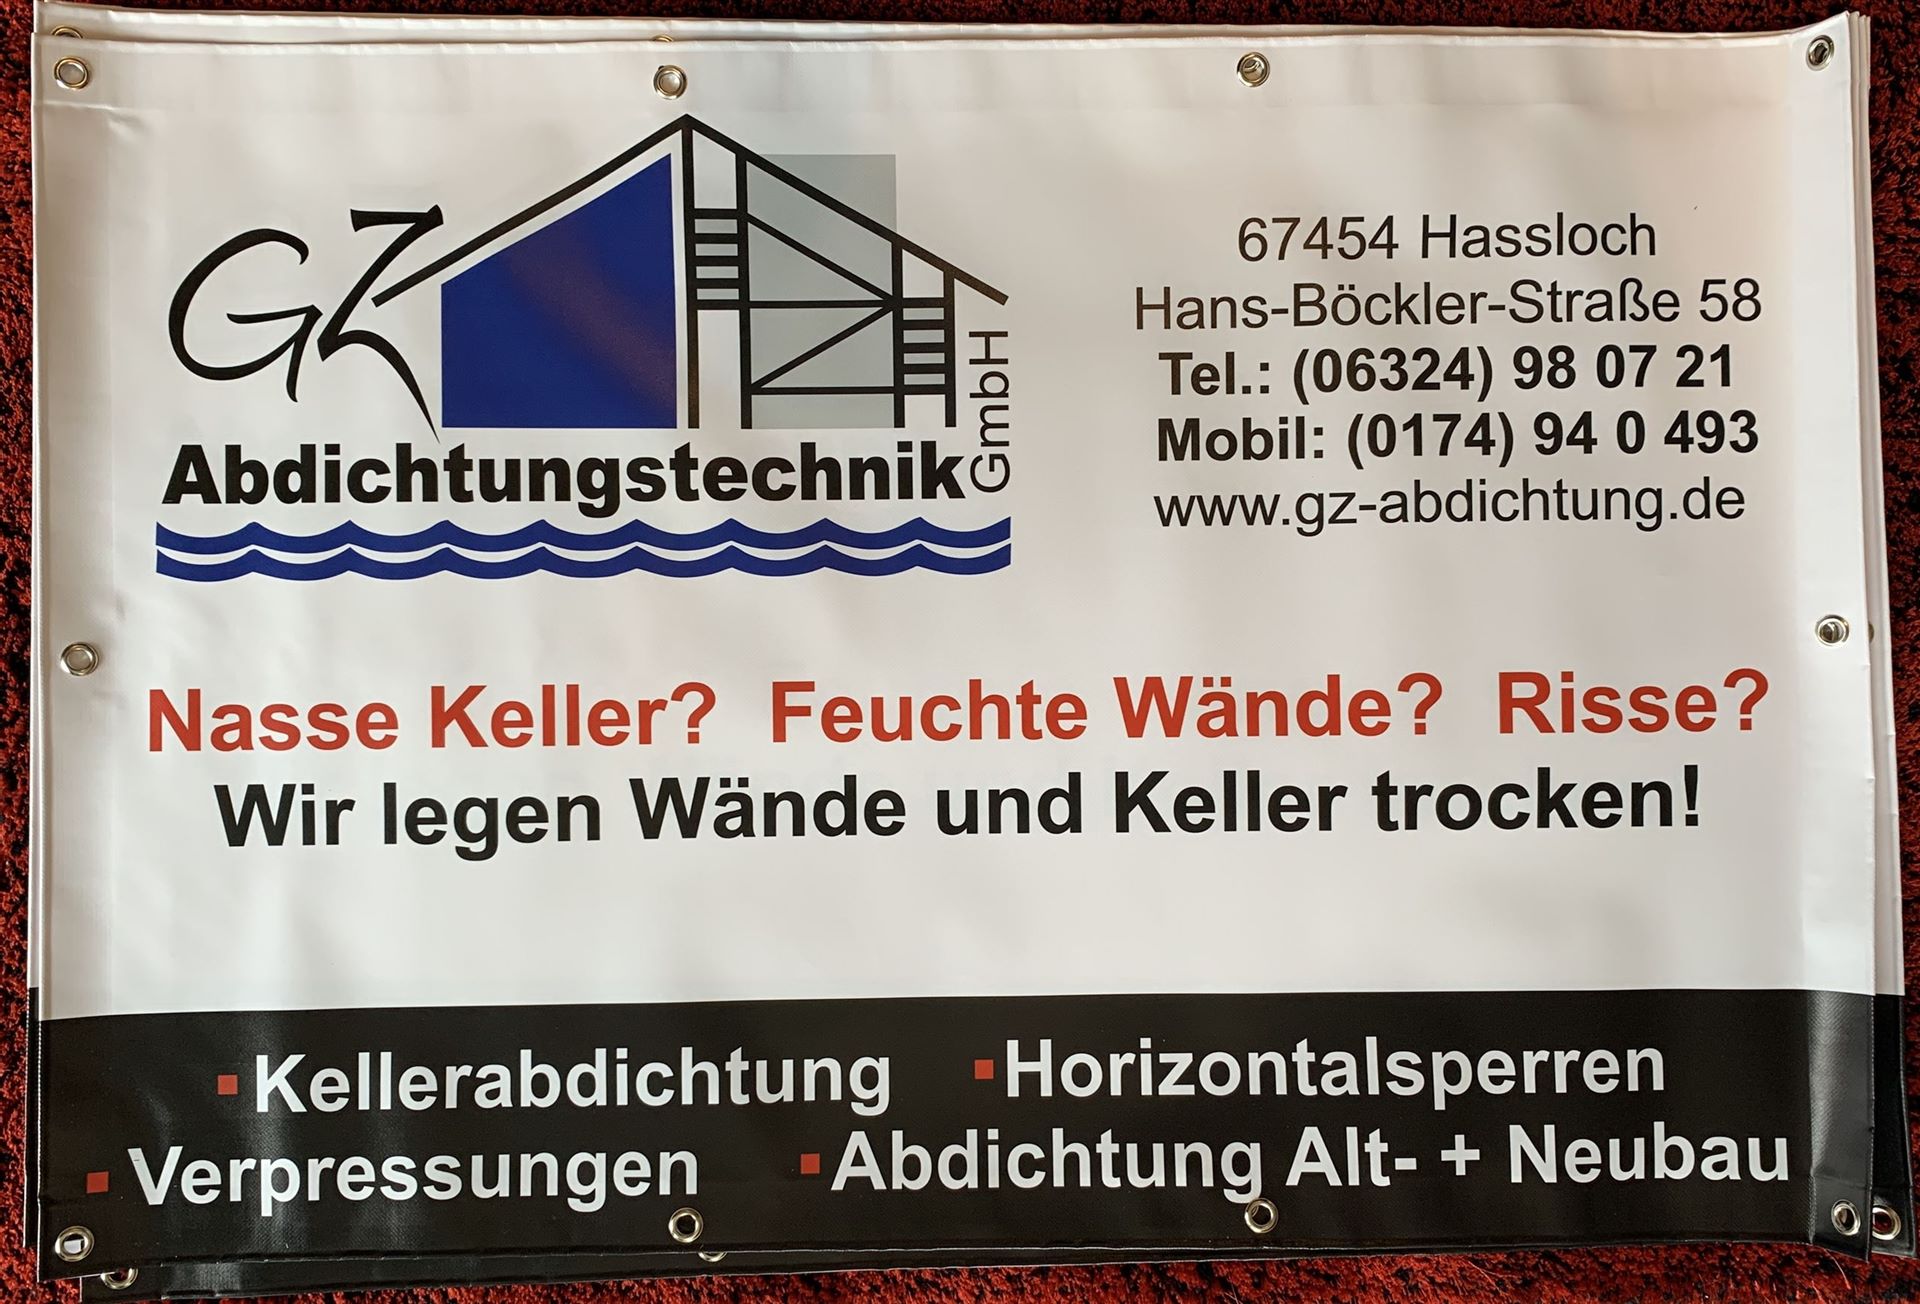 GZ
Abdichtungstechnik GmbH
67454 Hassloch
Hans-Böckler-Straße 58
Tel.: (06324) 98 07 21
Mobil: (0174) 94 0 493
www.gz-abdichtung.de
Nasse Keller? Feuchte Wände? Risse?
Wir legen Wände und Keller trocken!
▪Kellerabdichtung ▪Horizontalsperren
▪Verpressungen ▪Abdichtung Alt- + Neubau